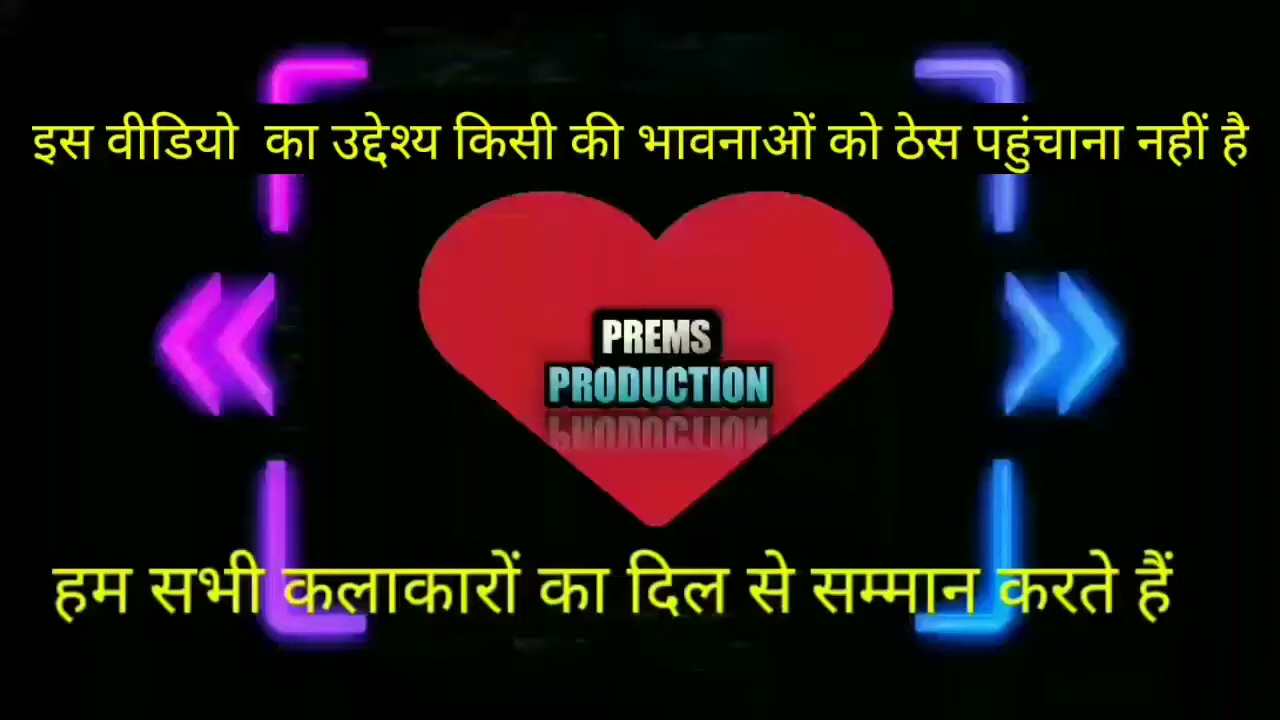 इस वीडियो का उद्देश्य किसी की भावनाओं को ठेस पहुंचाना नहीं है
PREMS
PRODUCTION
हम सभी कलाकारों का दिल से सम्मान करते हैं